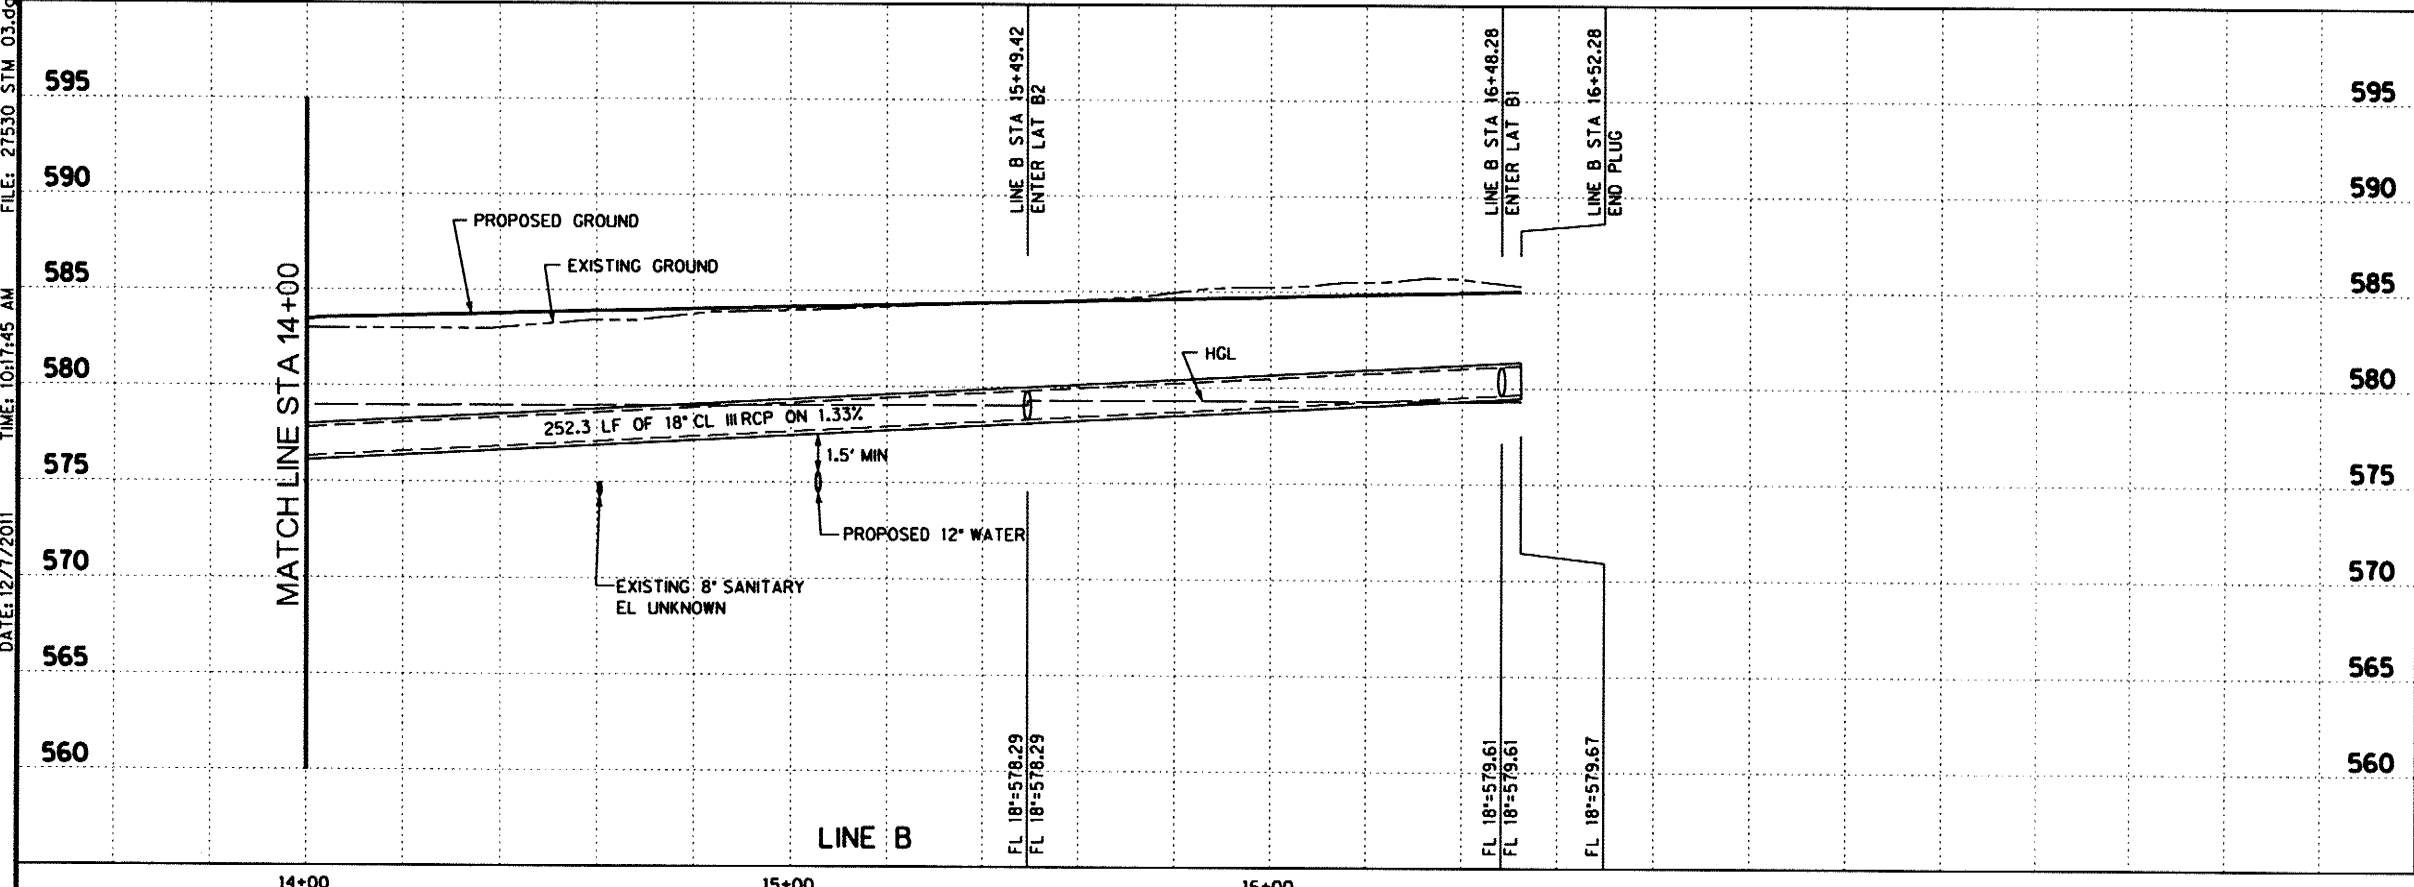 FILE: 27530 STM 03.dg
TIME: 10:17:45 AM
DATE: 12/7/2011
595
590
585
580
575
570
565
560
MATCH LINE STA 14+00
PROPOSED GROUND
EXISTING GROUND
252.3 LF OF 18" CL III RCP ON 1.33%
1.5' MIN
PROPOSED 12" WATER
EXISTING 8" SANITARY
EL UNKNOWN
HGL
LINE B STA 15+49.42
ENTER LAT B2
LINE B STA 16+48.28
ENTER LAT B1
LINE B STA 16+52.28
END PLUG
FL 18"=578.29
FL 18"=578.29
FL 18"=579.61
FL 18"=579.61
FL 18"=579.67
595
590
585
580
575
570
565
560
LINE B
14+00
15+00
16+00